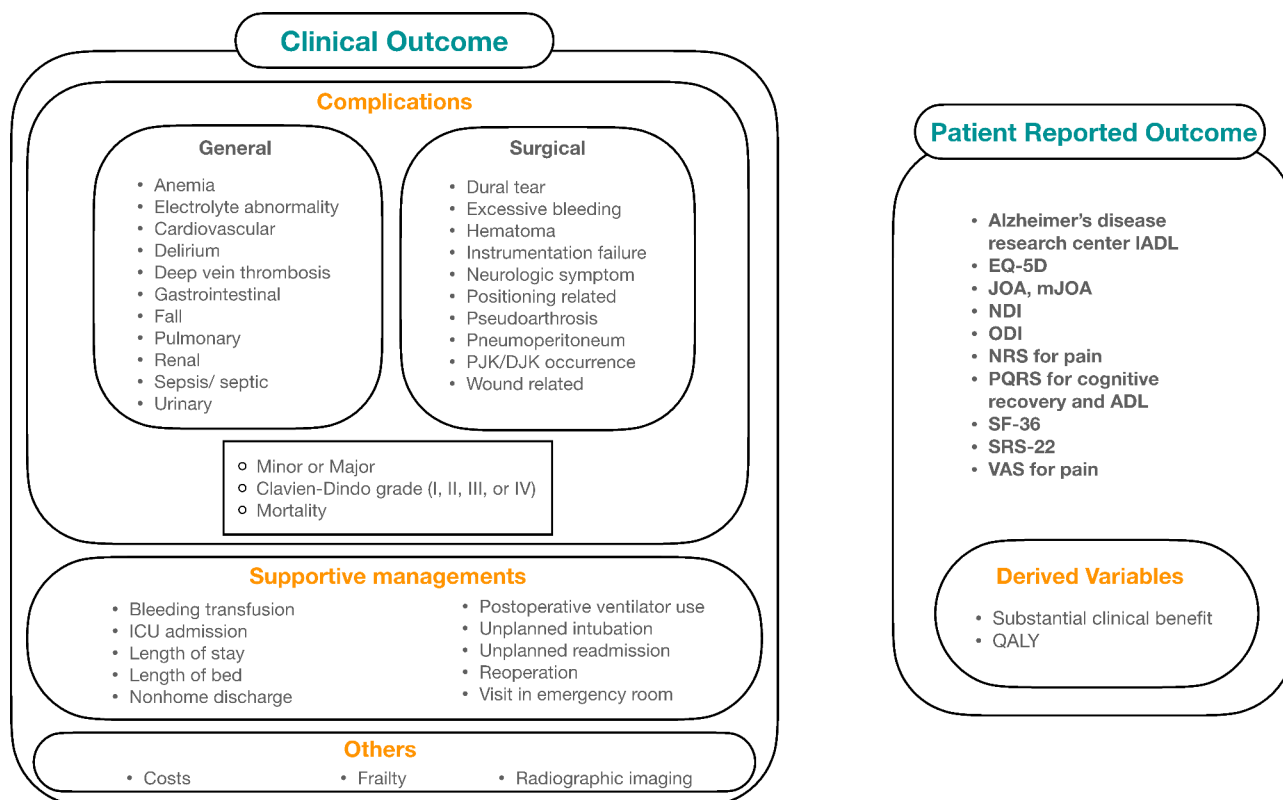 Clinical Outcome
Complications
General
• Anemia
• Electrolyte abnormality
• Cardiovascular
• Delirium
• Deep vein thrombosis
• Gastrointestinal
• Fall
• Pulmonary
• Renal
• Sepsis/ septic
• Urinary
Surgical
• Dural tear
• Excessive bleeding
• Hematoma
• Instrumentation failure
• Neurologic symptom
• Positioning related
• Pseudoarthrosis
• Pneumoperitoneum
• PJK/DJK occurrence
• Wound related
Minor or Major
Clavien-Dindo grade (I, II, III, or IV)
Mortality
Supportive managements
• Bleeding transfusion
• ICU admission
• Length of stay
• Length of bed
• Nonhome discharge
• Postoperative ventilator use
• Unplanned intubation
• Unplanned readmission
• Reoperation
• Visit in emergency room
Others
• Costs
• Frailty
• Radiographic imaging
Patient Reported Outcome
• Alzheimer’s disease
research center IADL
• EQ-5D
• JOA, mJOA
• NDI
• ODI
• NRS for pain
• PQRS for cognitive
recovery and ADL
• SF-36
• SRS-22
• VAS for pain
Derived Variables
• Substantial clinical benefit
• QALY